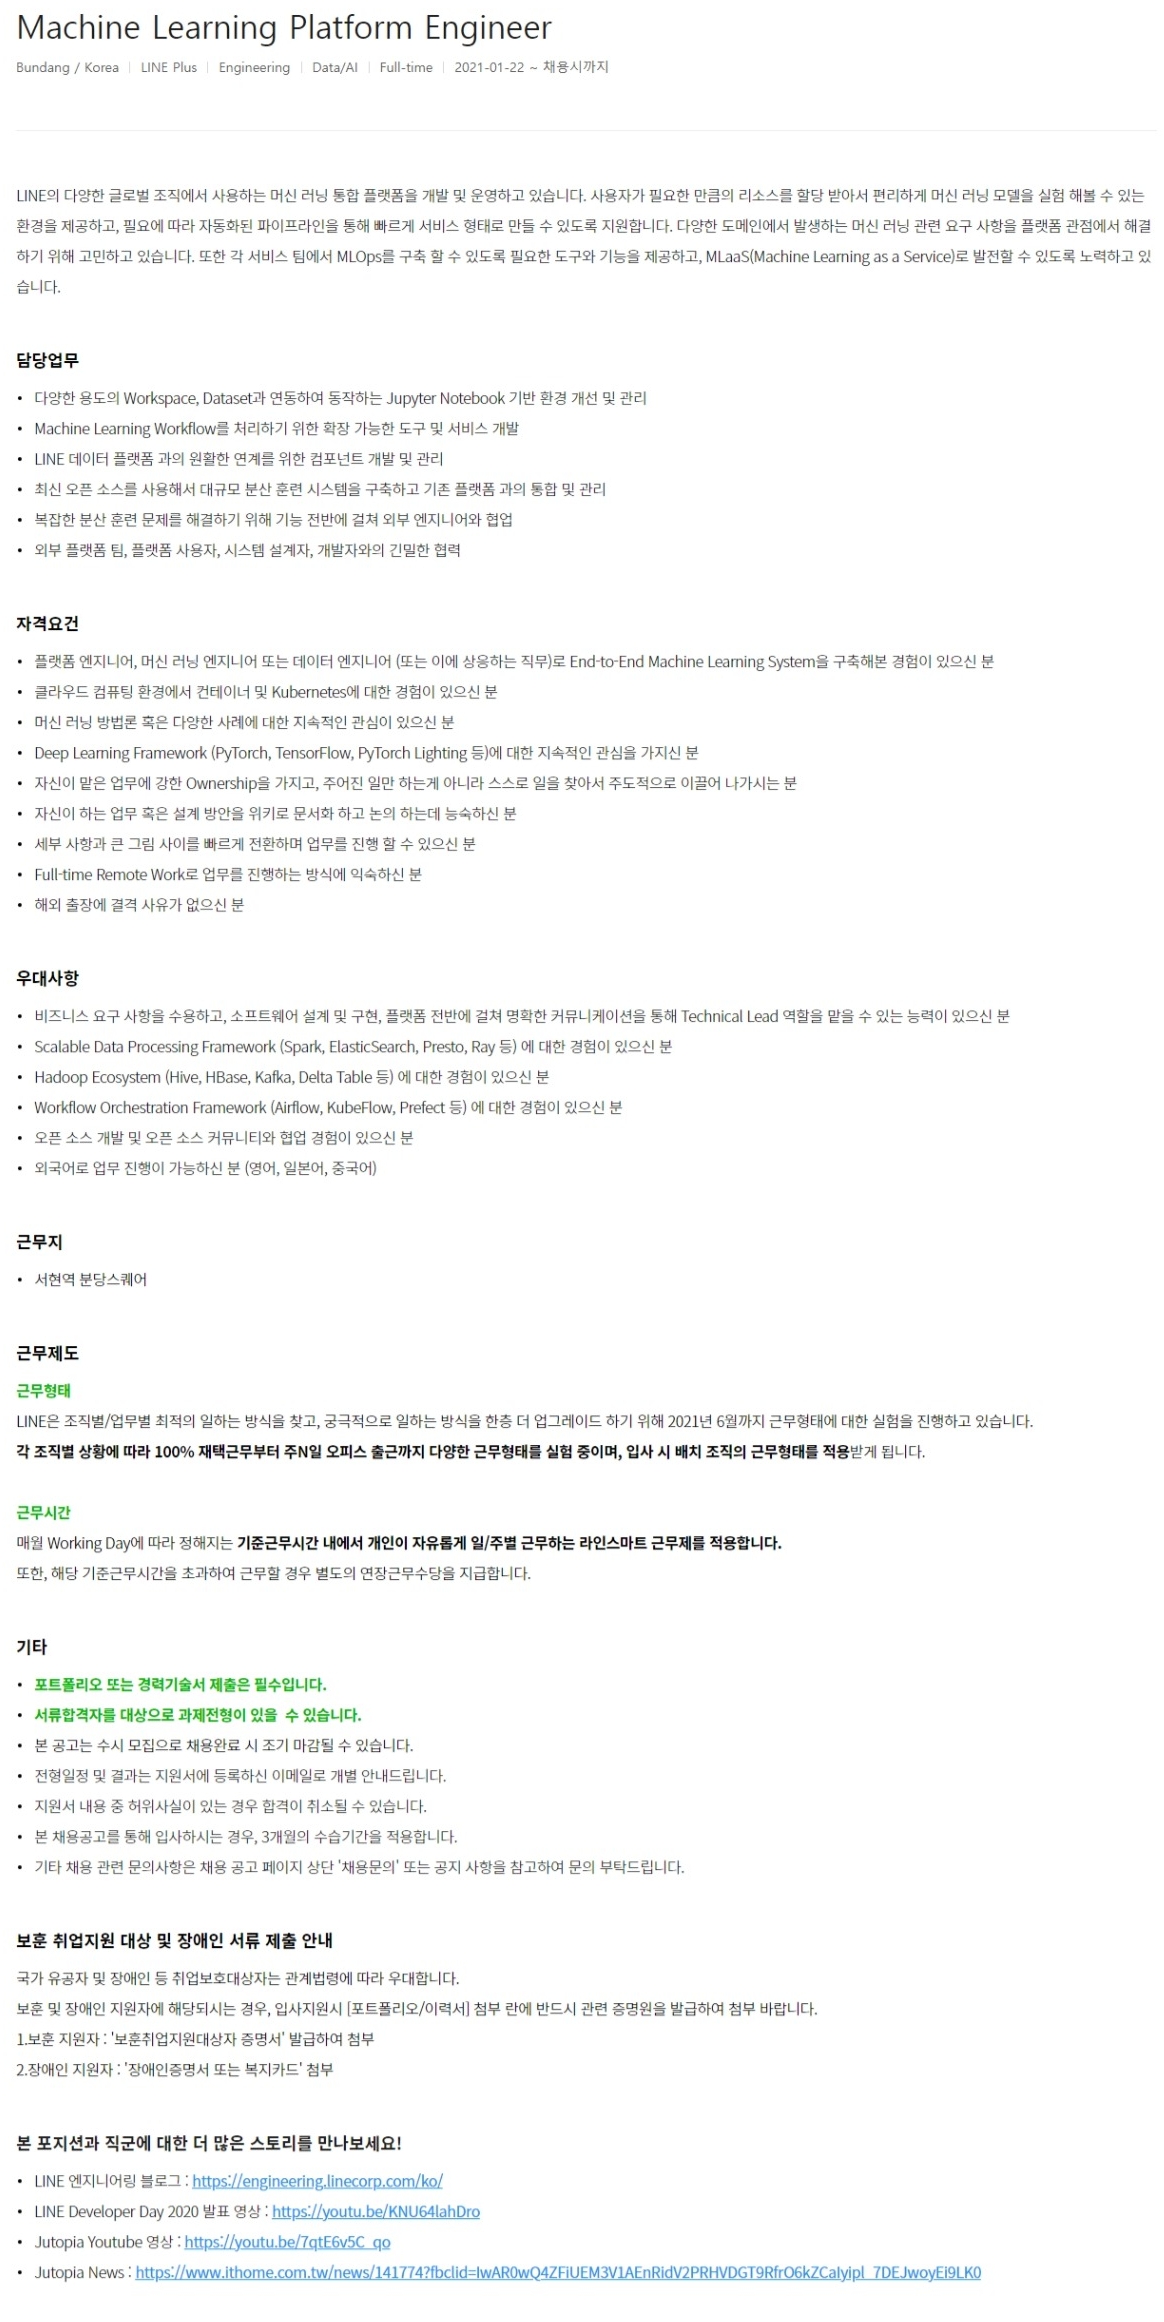 Machine Learning Platform Engineer
Bundang / Korea | LINE Plus | Engineering | Data/AI | Full-time | 2021-01-22 ~ 채용시까지
LINE의 다양한 글로벌 조직에서 사용하는 머신 러닝 통합 플랫폼을 개발 및 운영하고 있습니다. 사용자가 필요한 만큼의 리소스를 할당 받아서 편리하게 머신 러닝 모델을 실험 해볼 수 있는
환경을 제공하고, 필요에 따라 자동화된 파이프라인을 통해 빠르게 서비스 형태로 만들 수 있도록 지원합니다. 다양한 도메인에서 발생하는 머신 러닝 관련 요구 사항을 플랫폼 관점에서 해결
하기 위해 고민하고 있습니다. 또한 각 서비스 팀에서 MLOps를 구축 할 수 있도록 필요한 도구와 기능을 제공하고, MLaaS(Machine Learning as a Service)로 발전할 수 있도록 노력하고 있
습니다.
담당업무
• 다양한 용도의 Workspace, Dataset과 연동하여 동작하는 Jupyter Notebook 기반 환경 개선 및 관리
• Machine Learning Workflow를 처리하기 위한 확장 가능한 도구 및 서비스 개발
• LINE 데이터 플랫폼 과의 원활한 연계를 위한 컴포넌트 개발 및 관리
• 최신 오픈 소스를 사용해서 대규모 분산 훈련 시스템을 구축하고 기존 플랫폼 과의 통합 및 관리
• 복잡한 분산 훈련 문제를 해결하기 위해 기능 전반에 걸쳐 외부 엔지니어와 협업
• 외부 플랫폼 팀, 플랫폼 사용자, 시스템 설계자, 개발자와의 긴밀한 협력
자격요건
• 플랫폼 엔지니어, 머신 러닝 엔지니어 또는 데이터 엔지니어 (또는 이에 상응하는 직무)로 End-to-End Machine Learning System을 구축해본 경험이 있으신 분
• 클라우드 컴퓨팅 환경에서 컨테이너 및 Kubernetes에 대한 경험이 있으신 분
• 머신 러닝 방법론 혹은 다양한 사례에 대한 지속적인 관심이 있으신 분
• Deep Learning Framework (PyTorch, TensorFlow, PyTorch Lighting 등)에 대한 지속적인 관심을 가지신 분
• 자신이 맡은 업무에 강한 Ownership을 가지고, 주어진 일만 하는게 아니라 스스로 일을 찾아서 주도적으로 이끌어 나가시는 분
• 자신이 하는 업무 혹은 설계 방안을 위키로 문서화 하고 논의 하는데 능숙하신 분
• 세부 사항과 큰 그림 사이를 빠르게 전환하며 업무를 진행 할 수 있으신 분
• Full-time Remote Work로 업무를 진행하는 방식에 익숙하신 분
• 해외 출장에 결격 사유가 없으신 분
우대사항
• 비즈니스 요구 사항을 수용하고, 소프트웨어 설계 및 구현, 플랫폼 전반에 걸쳐 명확한 커뮤니케이션을 통해 Technical Lead 역할을 맡을 수 있는 능력이 있으신 분
• Scalable Data Processing Framework (Spark, ElasticSearch, Presto, Ray 등) 에 대한 경험이 있으신 분
• Hadoop Ecosystem (Hive, HBase, Kafka, Delta Table 등) 에 대한 경험이 있으신 분
• Workflow Orchestration Framework (Airflow, KubeFlow, Prefect 등) 에 대한 경험이 있으신 분
• 오픈 소스 개발 및 오픈 소스 커뮤니티와 협업 경험이 있으신 분
• 외국어로 업무 진행이 가능하신 분 (영어, 일본어, 중국어)
근무지
• 서현역 분당스퀘어
근무제도
근무형태
LINE은 조직별/업무별 최적의 일하는 방식을 찾고, 궁극적으로 일하는 방식을 한층 더 업그레이드 하기 위해 2021년 6월까지 근무형태에 대한 실험을 진행하고 있습니다.
각 조직별 상황에 따라 100% 재택근무부터 주N일 오피스 출근까지 다양한 근무형태를 실험 중이며, 입사 시 배치 조직의 근무형태를 적용받게 됩니다.
근무시간
매월 Working Day에 따라 정해지는 기준근무시간 내에서 개인이 자유롭게 일/주별 근무하는 라인스마트 근무제를 적용합니다.
또한, 해당 기준근무시간을 초과하여 근무할 경우 별도의 연장근무수당을 지급합니다.
기타
• 포트폴리오 또는 경력기술서 제출은 필수입니다.
• 서류합격자를 대상으로 과제전형이 있을 수 있습니다.
• 본 공고는 수시 모집으로 채용완료 시 조기 마감될 수 있습니다.
• 전형일정 및 결과는 지원서에 등록하신 이메일로 개별 안내드립니다.
• 지원서 내용 중 허위사실이 있는 경우 합격이 취소될 수 있습니다.
• 본 채용공고를 통해 입사하시는 경우, 3개월의 수습기간을 적용합니다.
• 기타 채용 관련 문의사항은 채용 공고 페이지 상단 '채용문의' 또는 공지 사항을 참고하여 문의 부탁드립니다.
보훈 취업지원 대상 및 장애인 서류 제출 안내
국가 유공자 및 장애인 등 취업보호대상자는 관계법령에 따라 우대합니다.
보훈 및 장애인 지원자에 해당되시는 경우, 입사지원시 [포트폴리오/이력서] 첨부 란에 반드시 관련 증명원을 발급하여 첨부 바랍니다.
1.보훈 지원자 : '보훈취업지원대상자 증명서' 발급하여 첨부
2.장애인 지원자 : '장애인증명서 또는 복지카드' 첨부
본 포지션과 직군에 대한 더 많은 스토리를 만나보세요!
• LINE 엔지니어링 블로그 : https://engineering.linecorp.com/ko/
• LINE Developer Day 2020 발표 영상 : https://youtu.be/KNU64lahDro
• Jutopia Youtube 영상 : https://youtu.be/7qtE6v5C_qo
• Jutopia News : https://www.ithome.com.tw/news/141774?fbclid=IwAR0wQ4ZFiUEM3V1AEnRidV2PRHVDGT9RfrO6kZCaIyipl_7DEJwoyEi9LK0